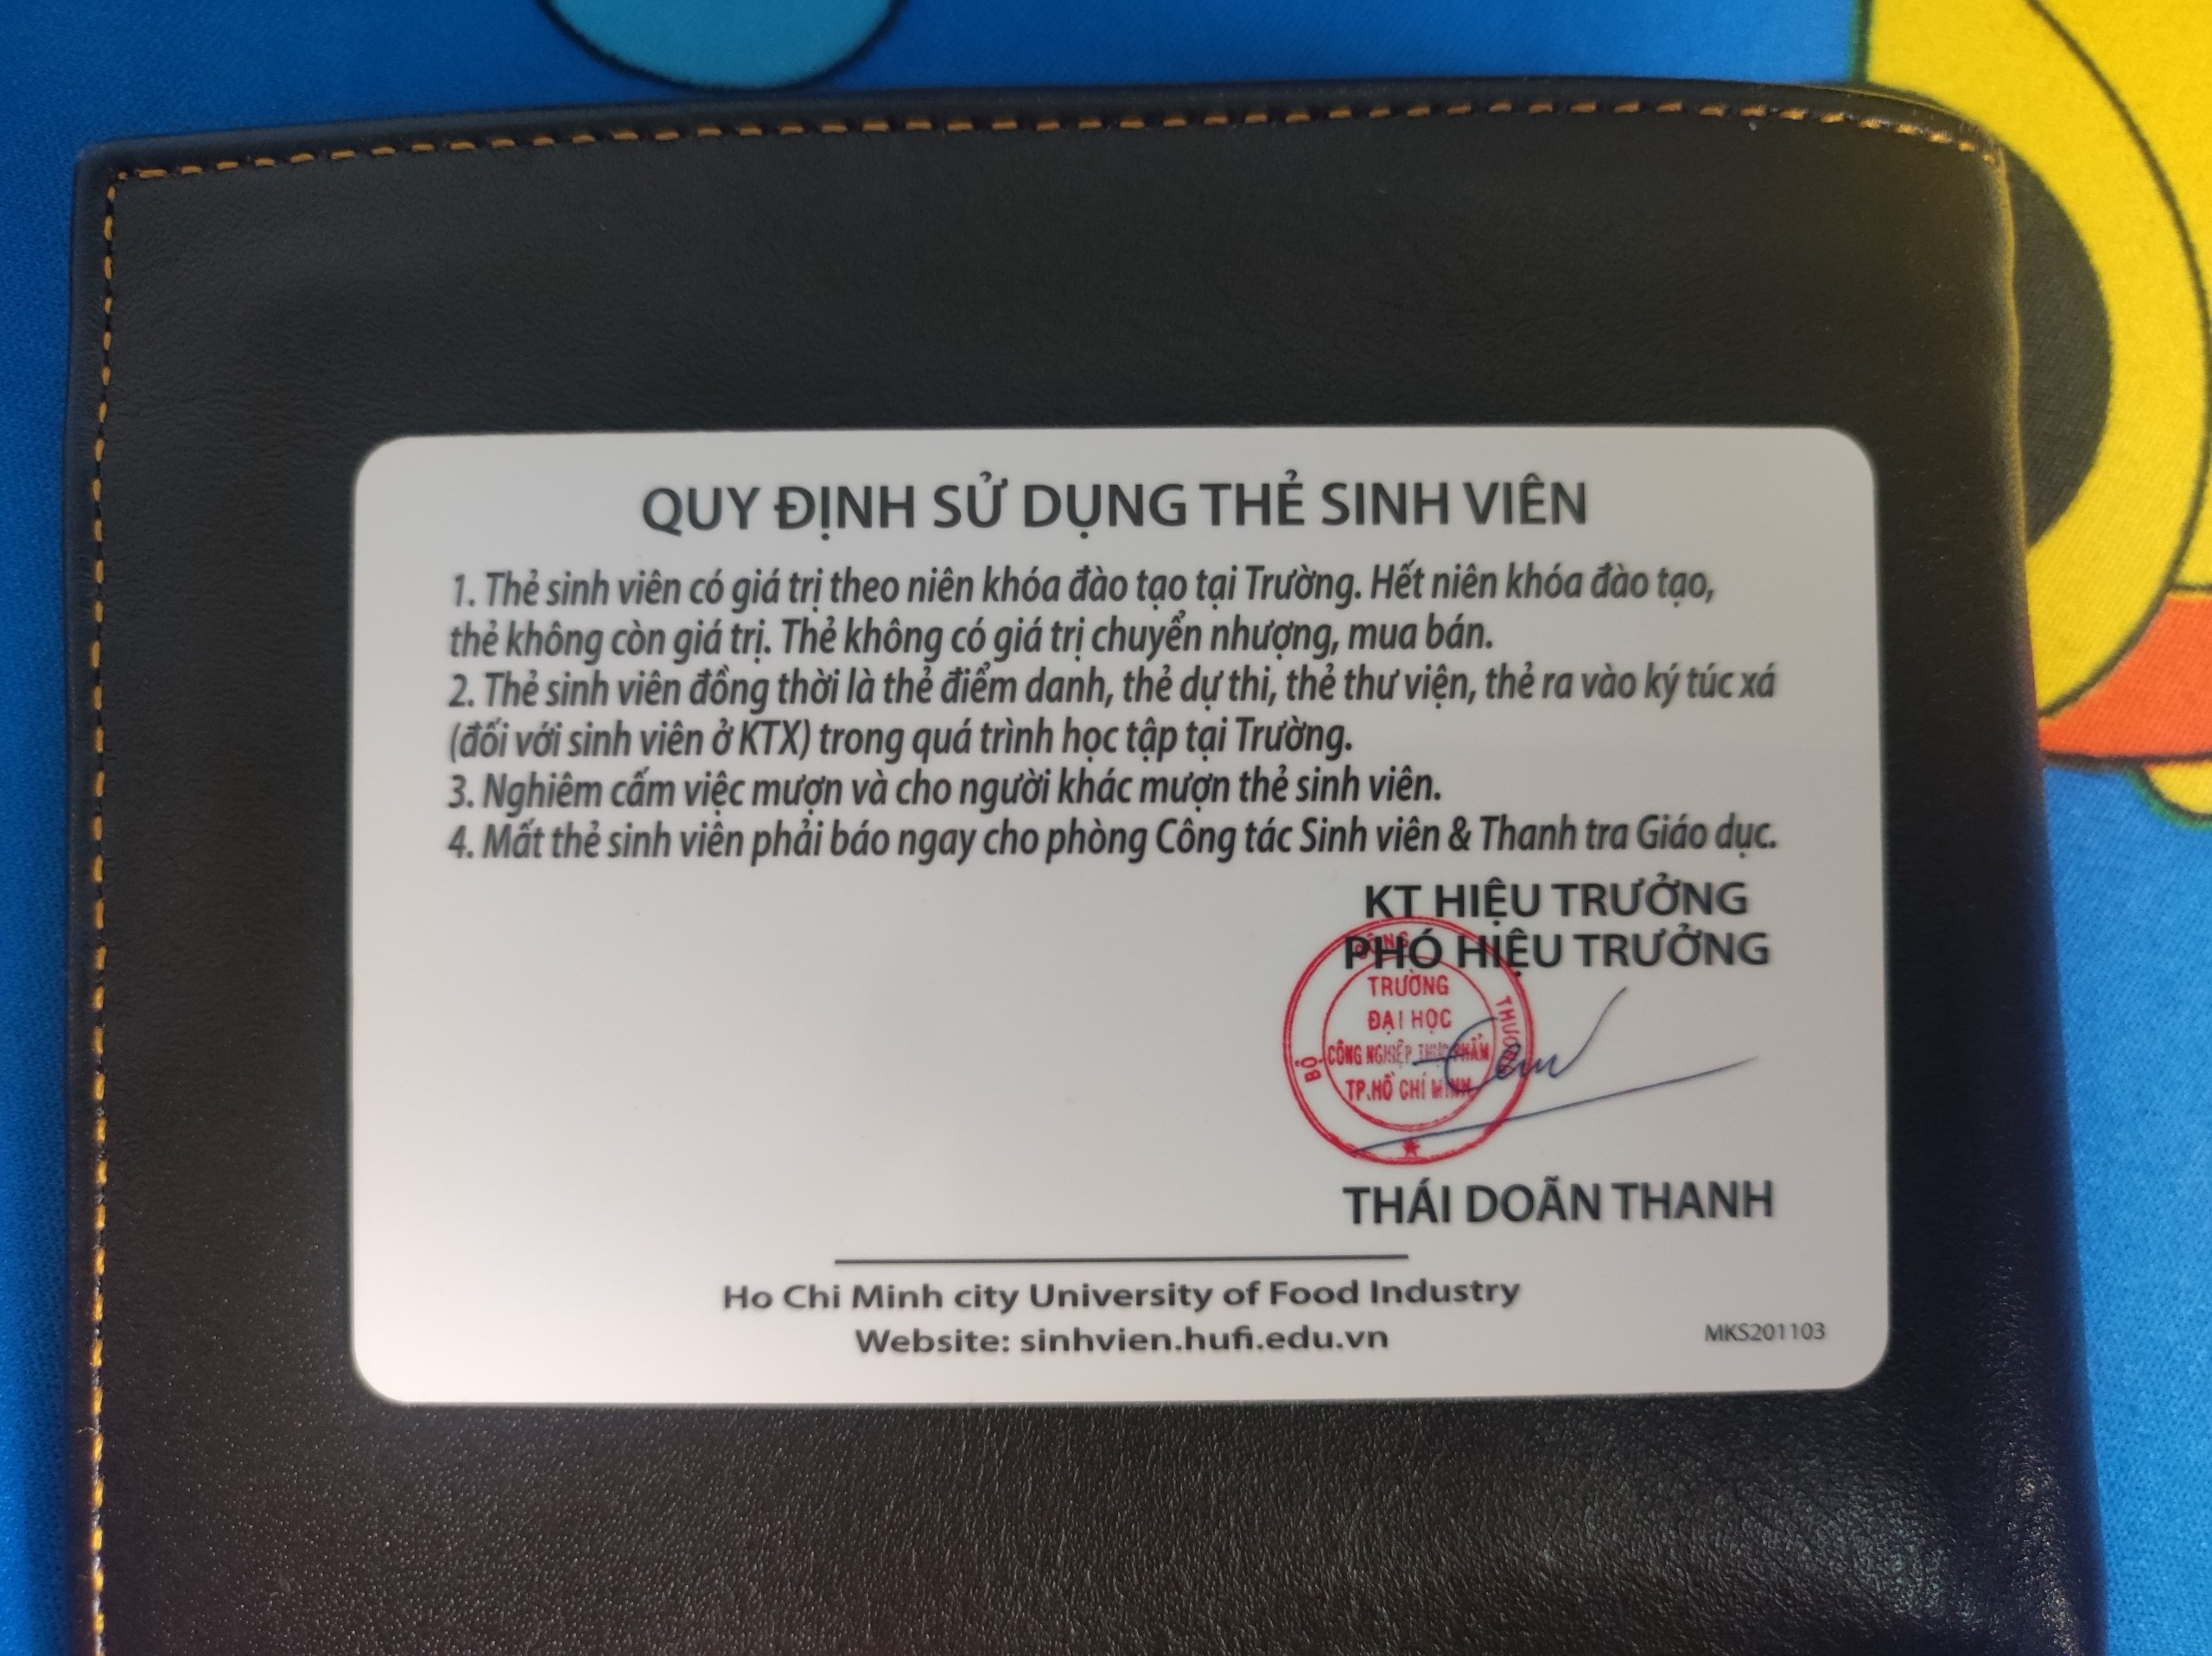 QUY ĐỊNH SỬ DỤNG THẺ SINH VIÊN
1. Thẻ sinh viên có giá trị theo niên khóa đào tạo tại Trường. Hết niên khóa đào tạo,
thẻ không còn giá trị. Thẻ không có giá trị chuyển nhượng, mua bán.
2. Thẻ sinh viên đồng thời là thẻ điểm danh, thẻ dự thi, thẻ thư viện, thẻ ra vào ký túc xá
(đối với sinh viên ở KTX) trong quá trình học tập tại Trường.
3. Nghiêm cấm việc mượn và cho người khác mượn thẻ sinh viên.
4. Mất thẻ sinh viên phải báo ngay cho phòng Công tác Sinh viên & Thanh tra Giáo dục.
KT HIỆU TRƯỞNG
PHÓ HIỆU TRƯỞNG
BỘ CÔNG THƯƠNG
TRƯỜNG
ĐẠI HỌC
CÔNG NGHIỆP THỰC PHẨM
TP.HỒ CHÍ MINH
THÁI DOÃN THANH
Ho Chi Minh city University of Food Industry
Website: sinhvien.hufi.edu.vn
MKS201103